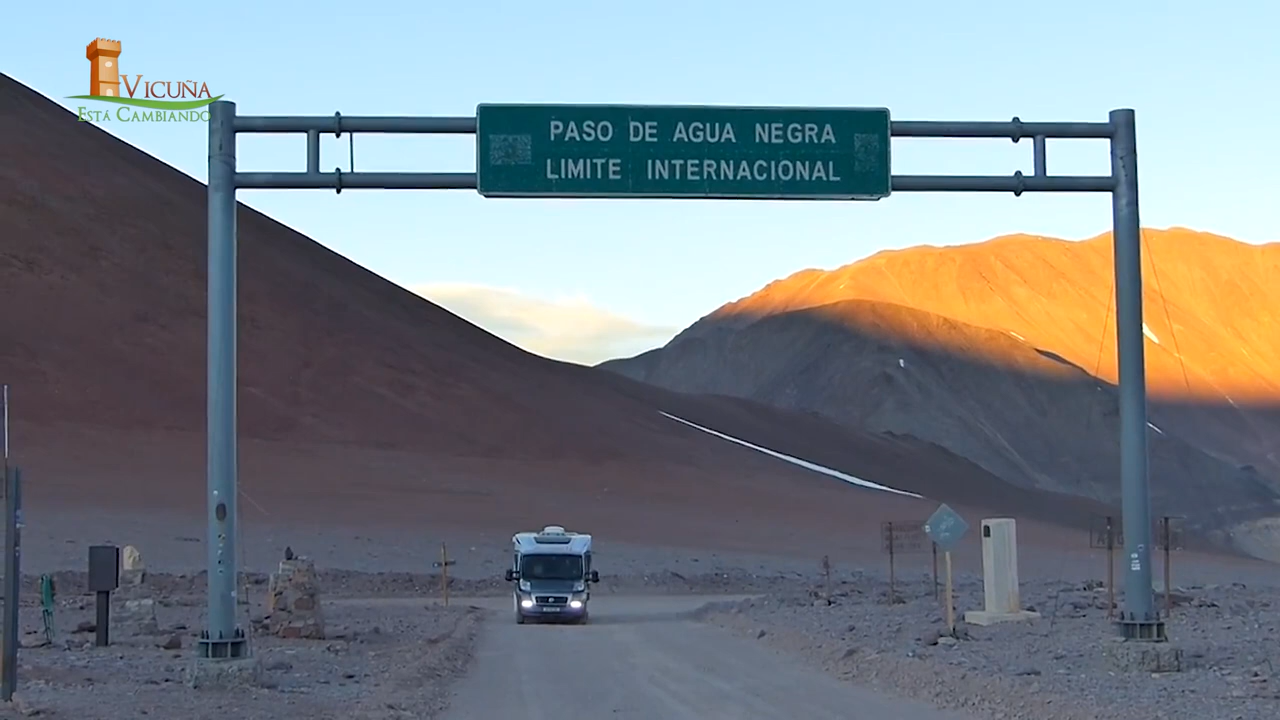 VICUÑA
ESTÁ CAMBIANDO
PASO DE AGUA NEGRA
LIMITE INTERNACIONAL